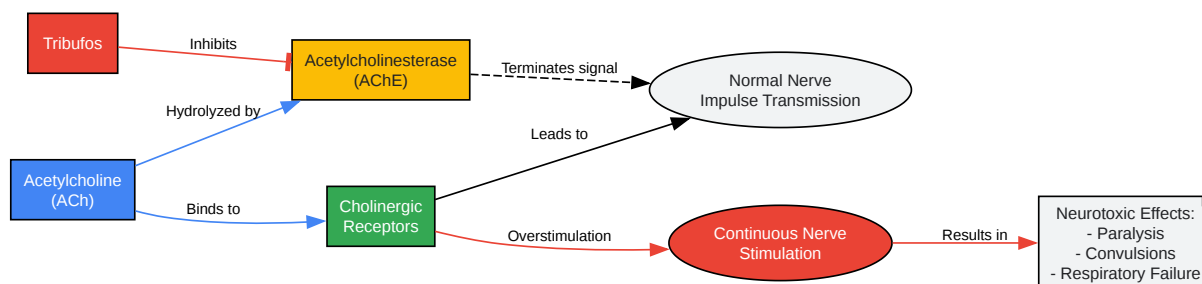 Tribufos
Inhibits
Acetylcholinesterase
(AChE)
Terminates signal
Normal Nerve
Impulse Transmission
Hydrolyzed by
Leads to
Acetylcholine
(ACh)
Binds to
Cholinergic
Receptors
Overstimulation
Continuous Nerve
Stimulation
Results in
Neurotoxic Effects:
- Paralysis
- Convulsions
- Respiratory Failure